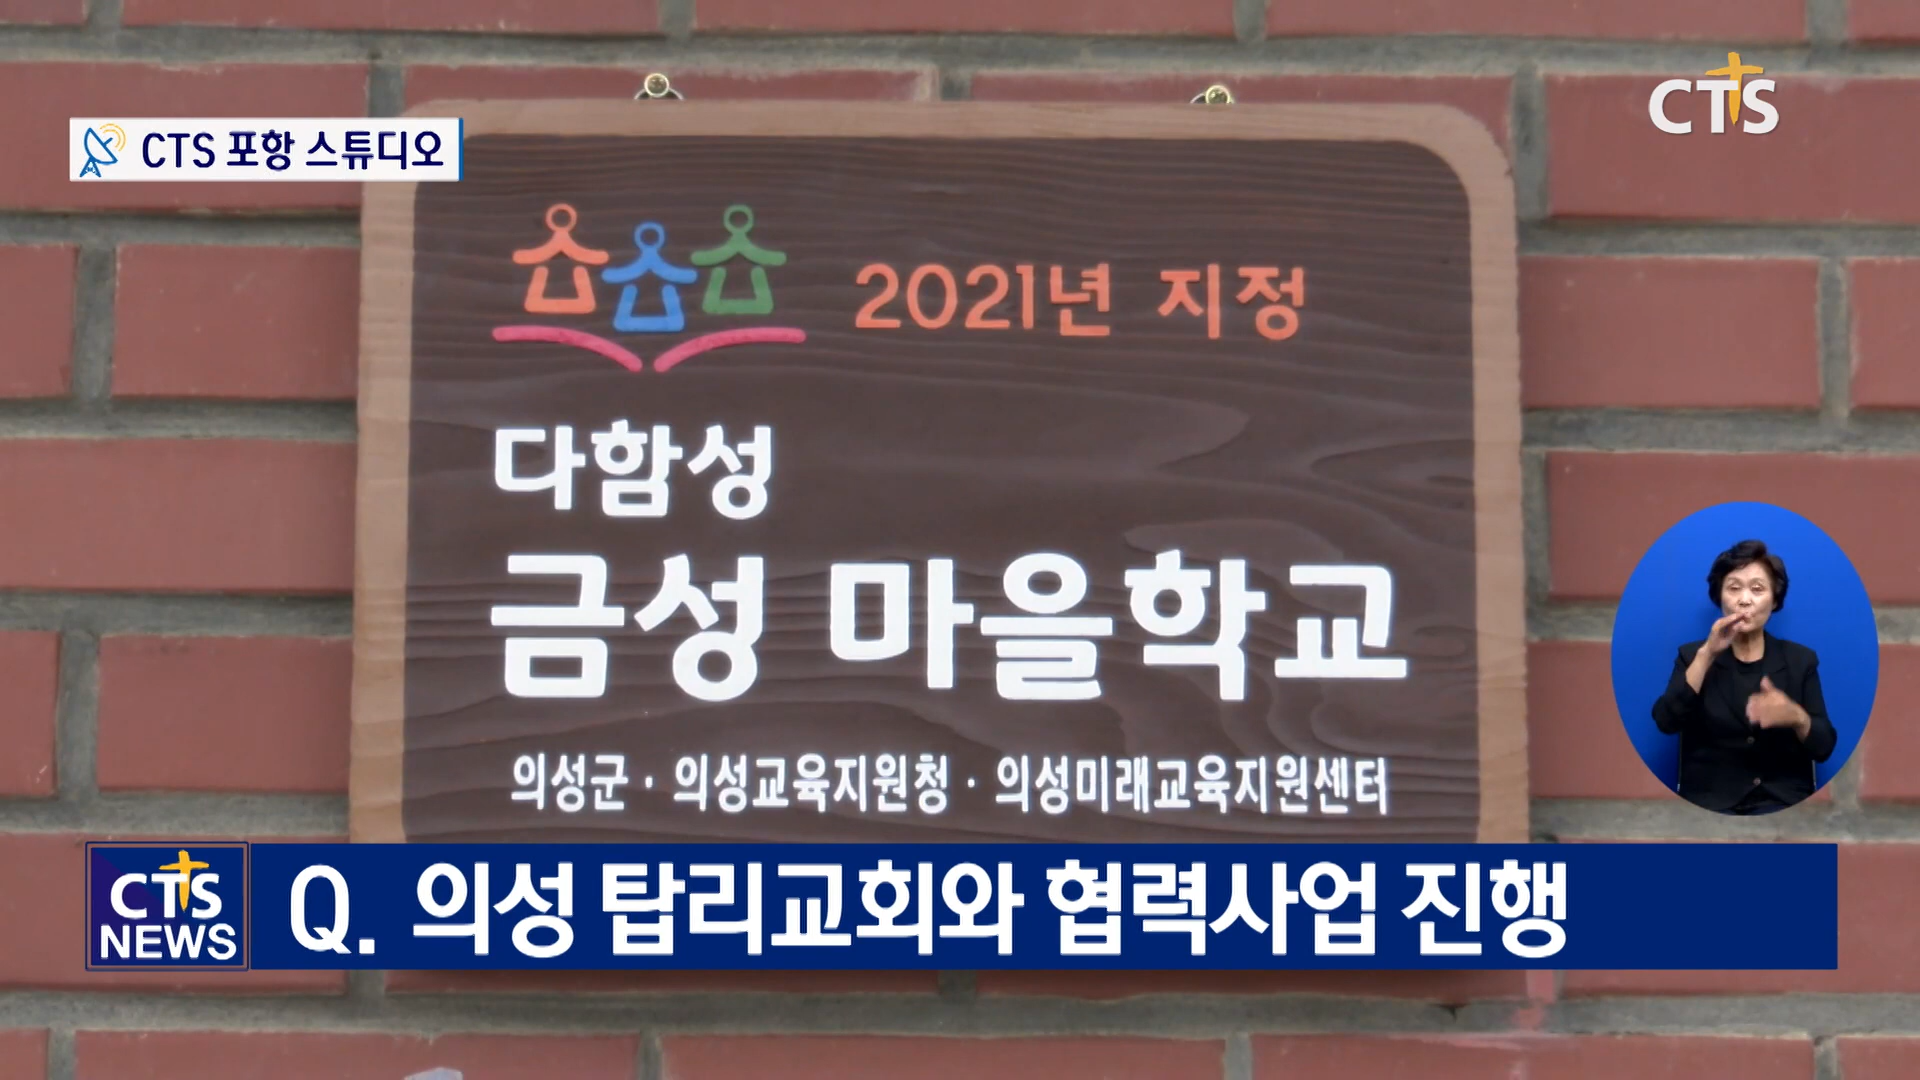 CTS
CTS 포항 스튜디오
2021년 지정
다함성
금성 마을학교
의성군 · 의성교육지원청 · 의성미래교육지원센터
CTS
NEWS
Q. 의성 탑리교회와 협력사업 진행